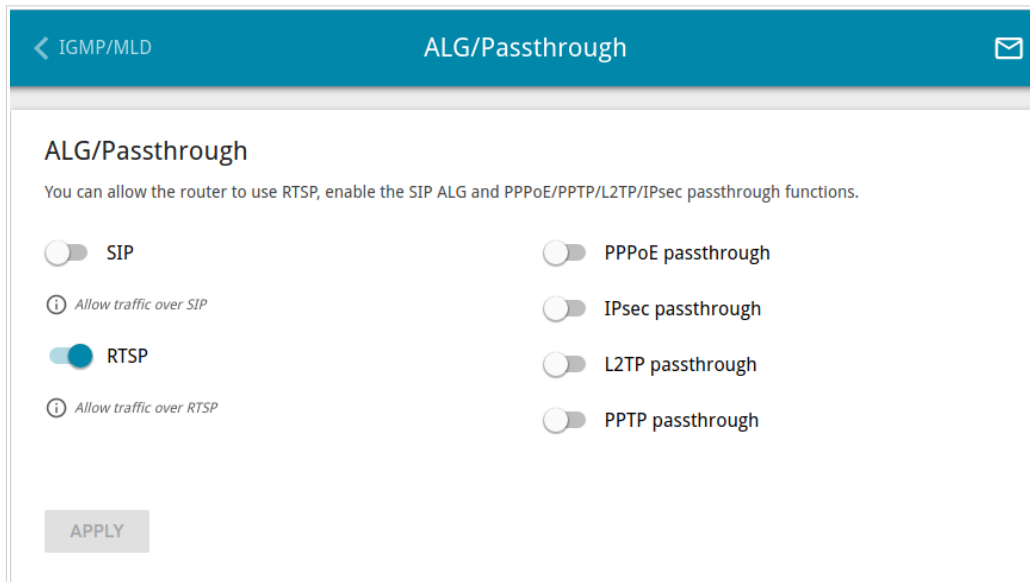 IGMP/MLD
ALG/Passthrough
ALG/Passthrough
You can allow the router to use RTSP, enable the SIP ALG and PPPoE/PPTP/L2TP/IPsec passthrough functions.
SIP
Allow traffic over SIP
RTSP
Allow traffic over RTSP
PPPoE passthrough
IPsec passthrough
L2TP passthrough
PPTP passthrough
APPLY